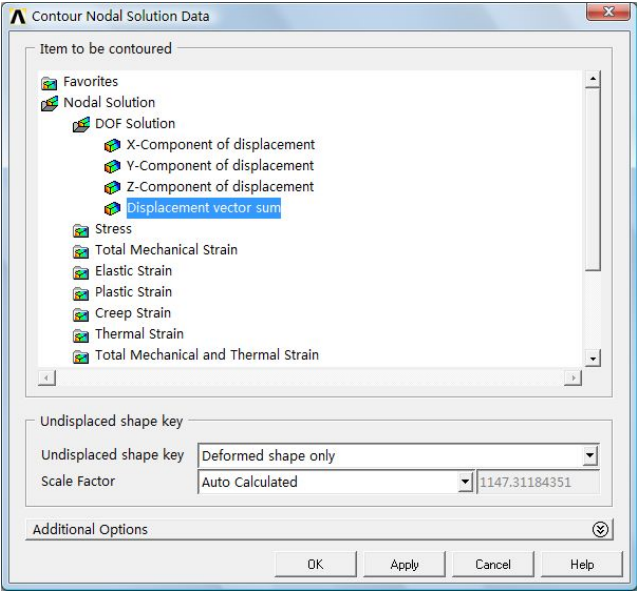 Contour Nodal Solution Data
Item to be contoured
Favorites
Nodal Solution
DOF Solution
X-Component of displacement
Y-Component of displacement
Z-Component of displacement
Displacement vector sum
Stress
Total Mechanical Strain
Elastic Strain
Plastic Strain
Creep Strain
Thermal Strain
Total Mechanical and Thermal Strain
Undisplaced shape key
Undisplaced shape key Deformed shape only
Scale Factor Auto Calculated 1147.31184351
Additional Options
OK Apply Cancel Help